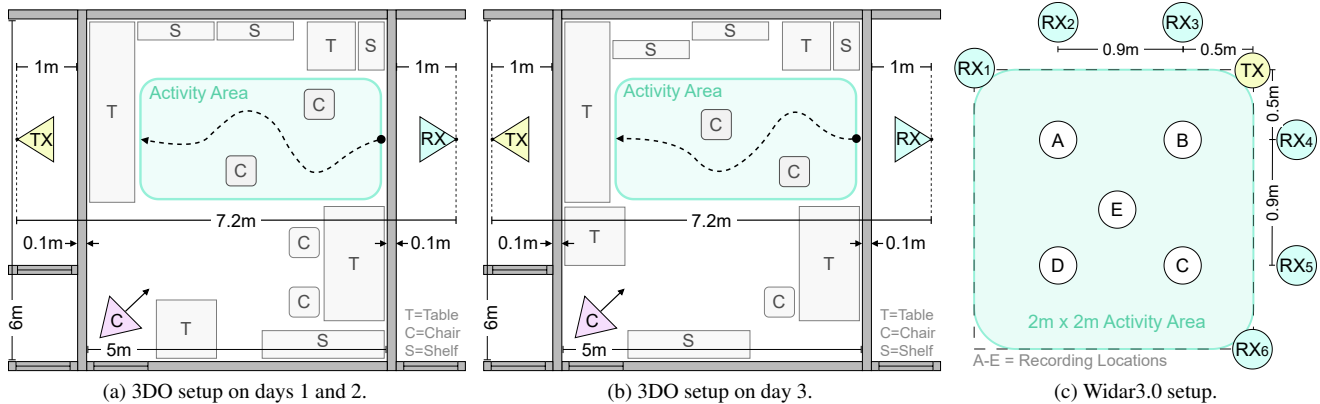 S
S
T
S
1m
1m
Activity Area
C
T
TX
RX
C
7.2m
0.1m
0.1m
C
T
6m
C
C
T
T=Table
C=Chair
S=Shelf
S
5m
(a) 3DO setup on days 1 and 2.
S
S
T
S
1m
1m
Activity Area
T
C
TX
RX
C
7.2m
0.1m
0.1m
T
T
6m
C
C
T=Table
C=Chair
S=Shelf
S
5m
(b) 3DO setup on day 3.
RX2
RX3
0.9m
0.5m
RX1
TX
0.5m
A
B
RX4
0.9m
E
D
C
RX5
2m x 2m Activity Area
RX6
A-E = Recording Locations
(c) Widar3.0 setup.